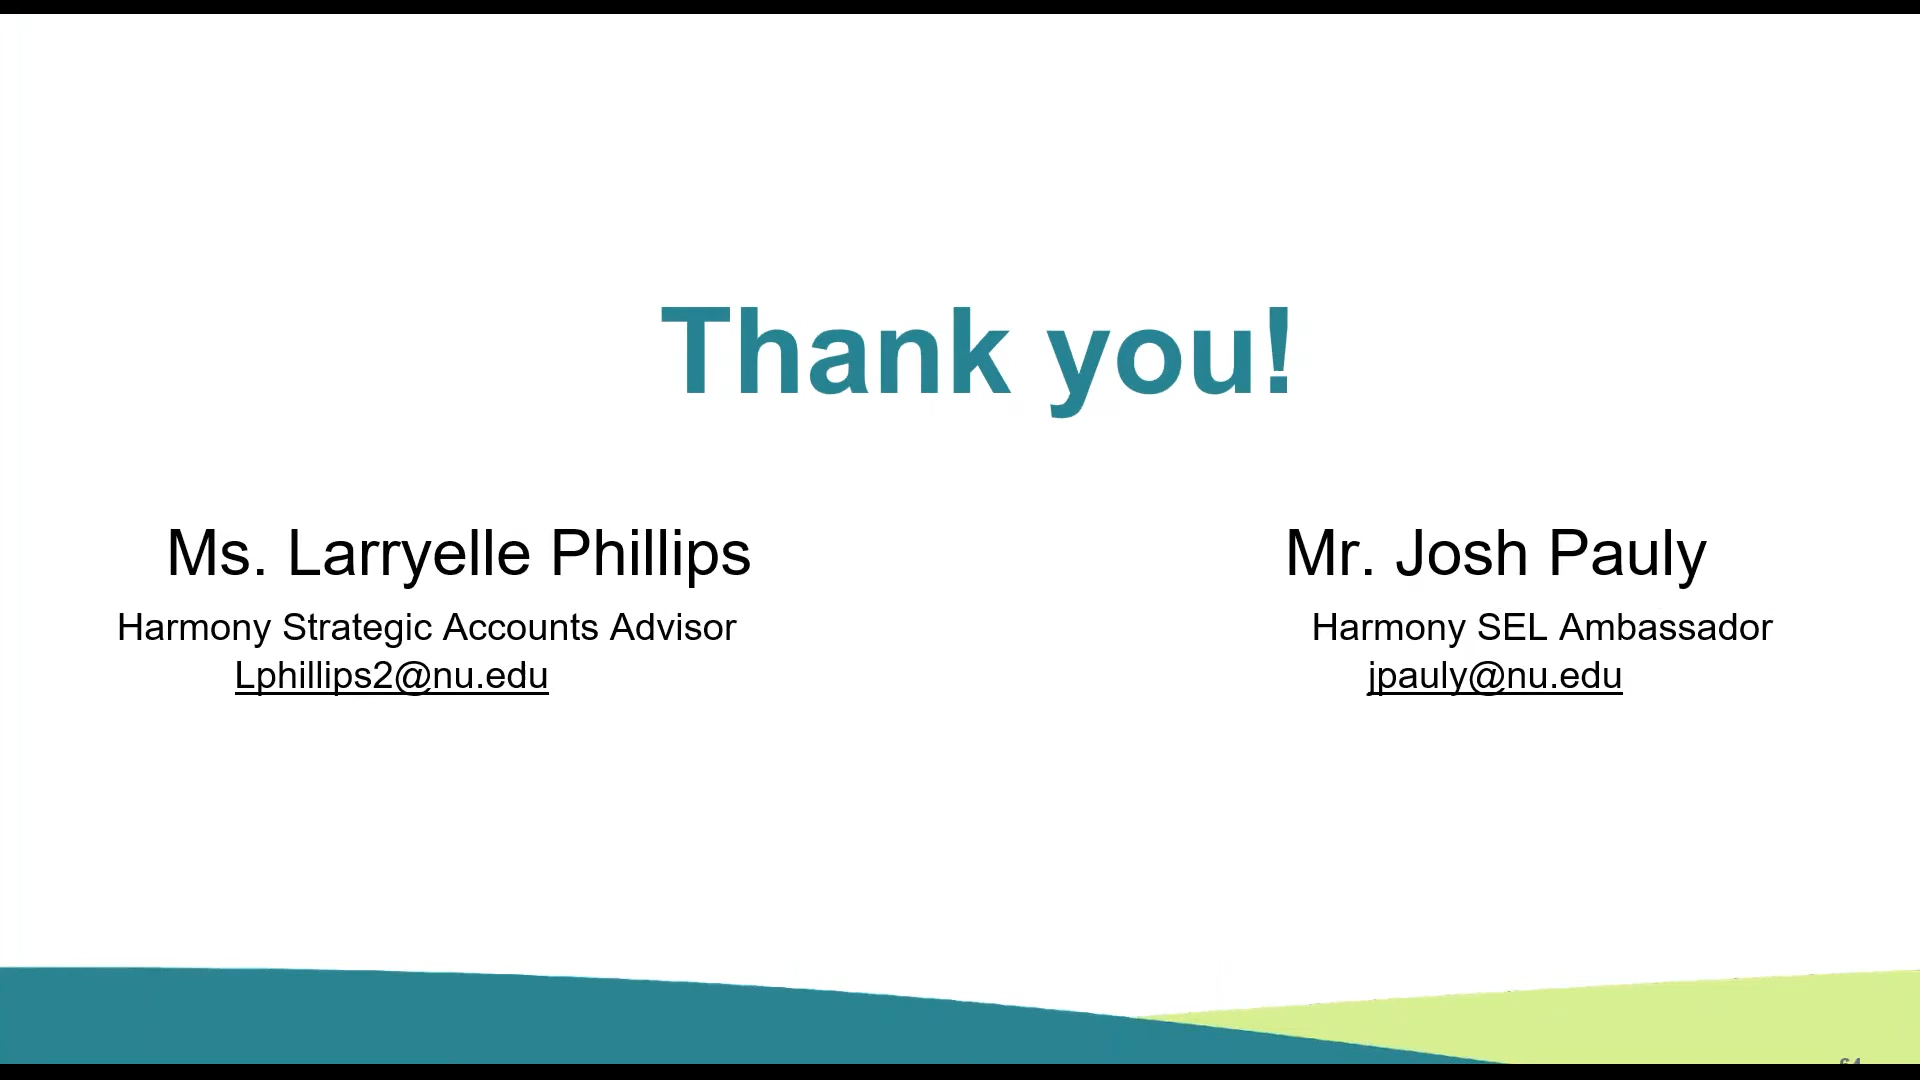 Thank you!
Ms. Larryelle Phillips
Harmony Strategic Accounts Advisor
Lphillips2@nu.edu
Mr. Josh Pauly
Harmony SEL Ambassador
jpauly@nu.edu